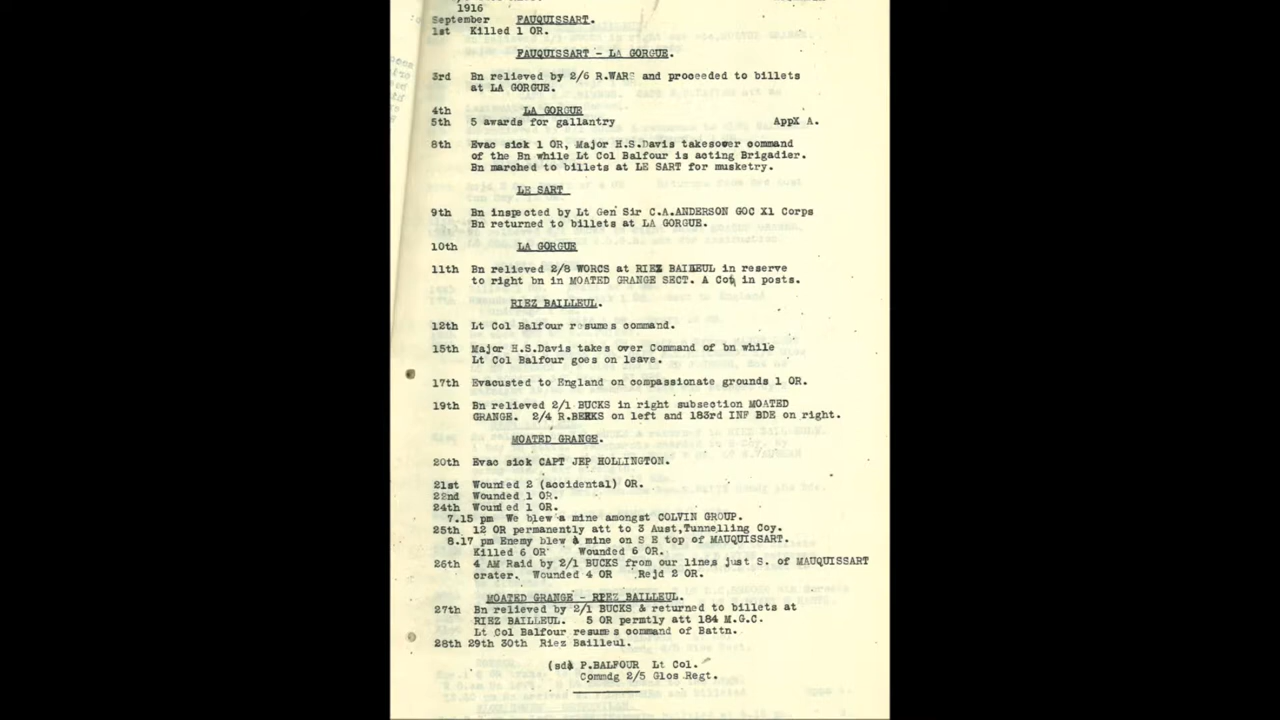 1916
September FAUQUISSART.
1st Killed 1 OR.
FAUQUISSART - LA GORGUE.
3rd Bn relieved by 2/6 R.WARS and proceeded to billets
at LA GORGUE.
4th LA GORGUE
5th 5 awards for gallantry AppX A.
8th Evac sick 1 OR, Major H.S.Davis takesover command
of the Bn while Lt Col Balfour is acting Brigadier.
Bn marched to billets at LE SART for musketry.
LE SART
9th Bn inspected by Lt Gen Sir C.A.ANDERSON GOC X1 Corps
Bn returned to billets at LA GORGUE.
10th LA GORGUE
11th Bn relieved 2/8 WORCS at RIEZ BAILLEUL in reserve
to right bn in MOATED GRANGE SECT. A Coy in posts.
RIEZ BAILLEUL.
12th Lt Col Balfour resumes command.
15th Major H.S.Davis takes over Command of bn while
Lt Col Balfour goes on leave.
17th Evacusted to England on compassionate grounds 1 OR.
19th Bn relieved 2/1 BUCKS in right subsection MOATED
GRANGE. 2/4 R.BERKS on left and 183rd INF BDE on right.
MOATED GRANGE.
20th Evac sick CAPT JEP HOLLINGTON.
21st Wounded 2 (accidental) OR.
22nd Wounded 1 OR.
24th Wounded 1 OR.
7.15 pm We blew a mine amongst COLVIN GROUP.
25th 12 OR permanently att to 3 Aust,Tunnelling Coy.
8.17 pm Enemy blew a mine on S E top of MAUQUISSART.
Killed 6 OR Wounded 6 OR.
26th 4 AM Raid by 2/1 BUCKS from our lines just S. of MAUQUISSART
crater. Wounded 4 OR Rejd 2 OR.
MOATED GRANGE - RIEZ BAILLEUL.
27th Bn relieved by 2/1 BUCKS & returned to billets at
RIEZ BAILLEUL. 5 OR permtly att 184 M.G.C.
Lt Col Balfour resumes command of Battn.
28th 29th 30th Riez Bailleul.
(sd) P.BALFOUR Lt Col.
Commdg 2/5 Glos Regt.